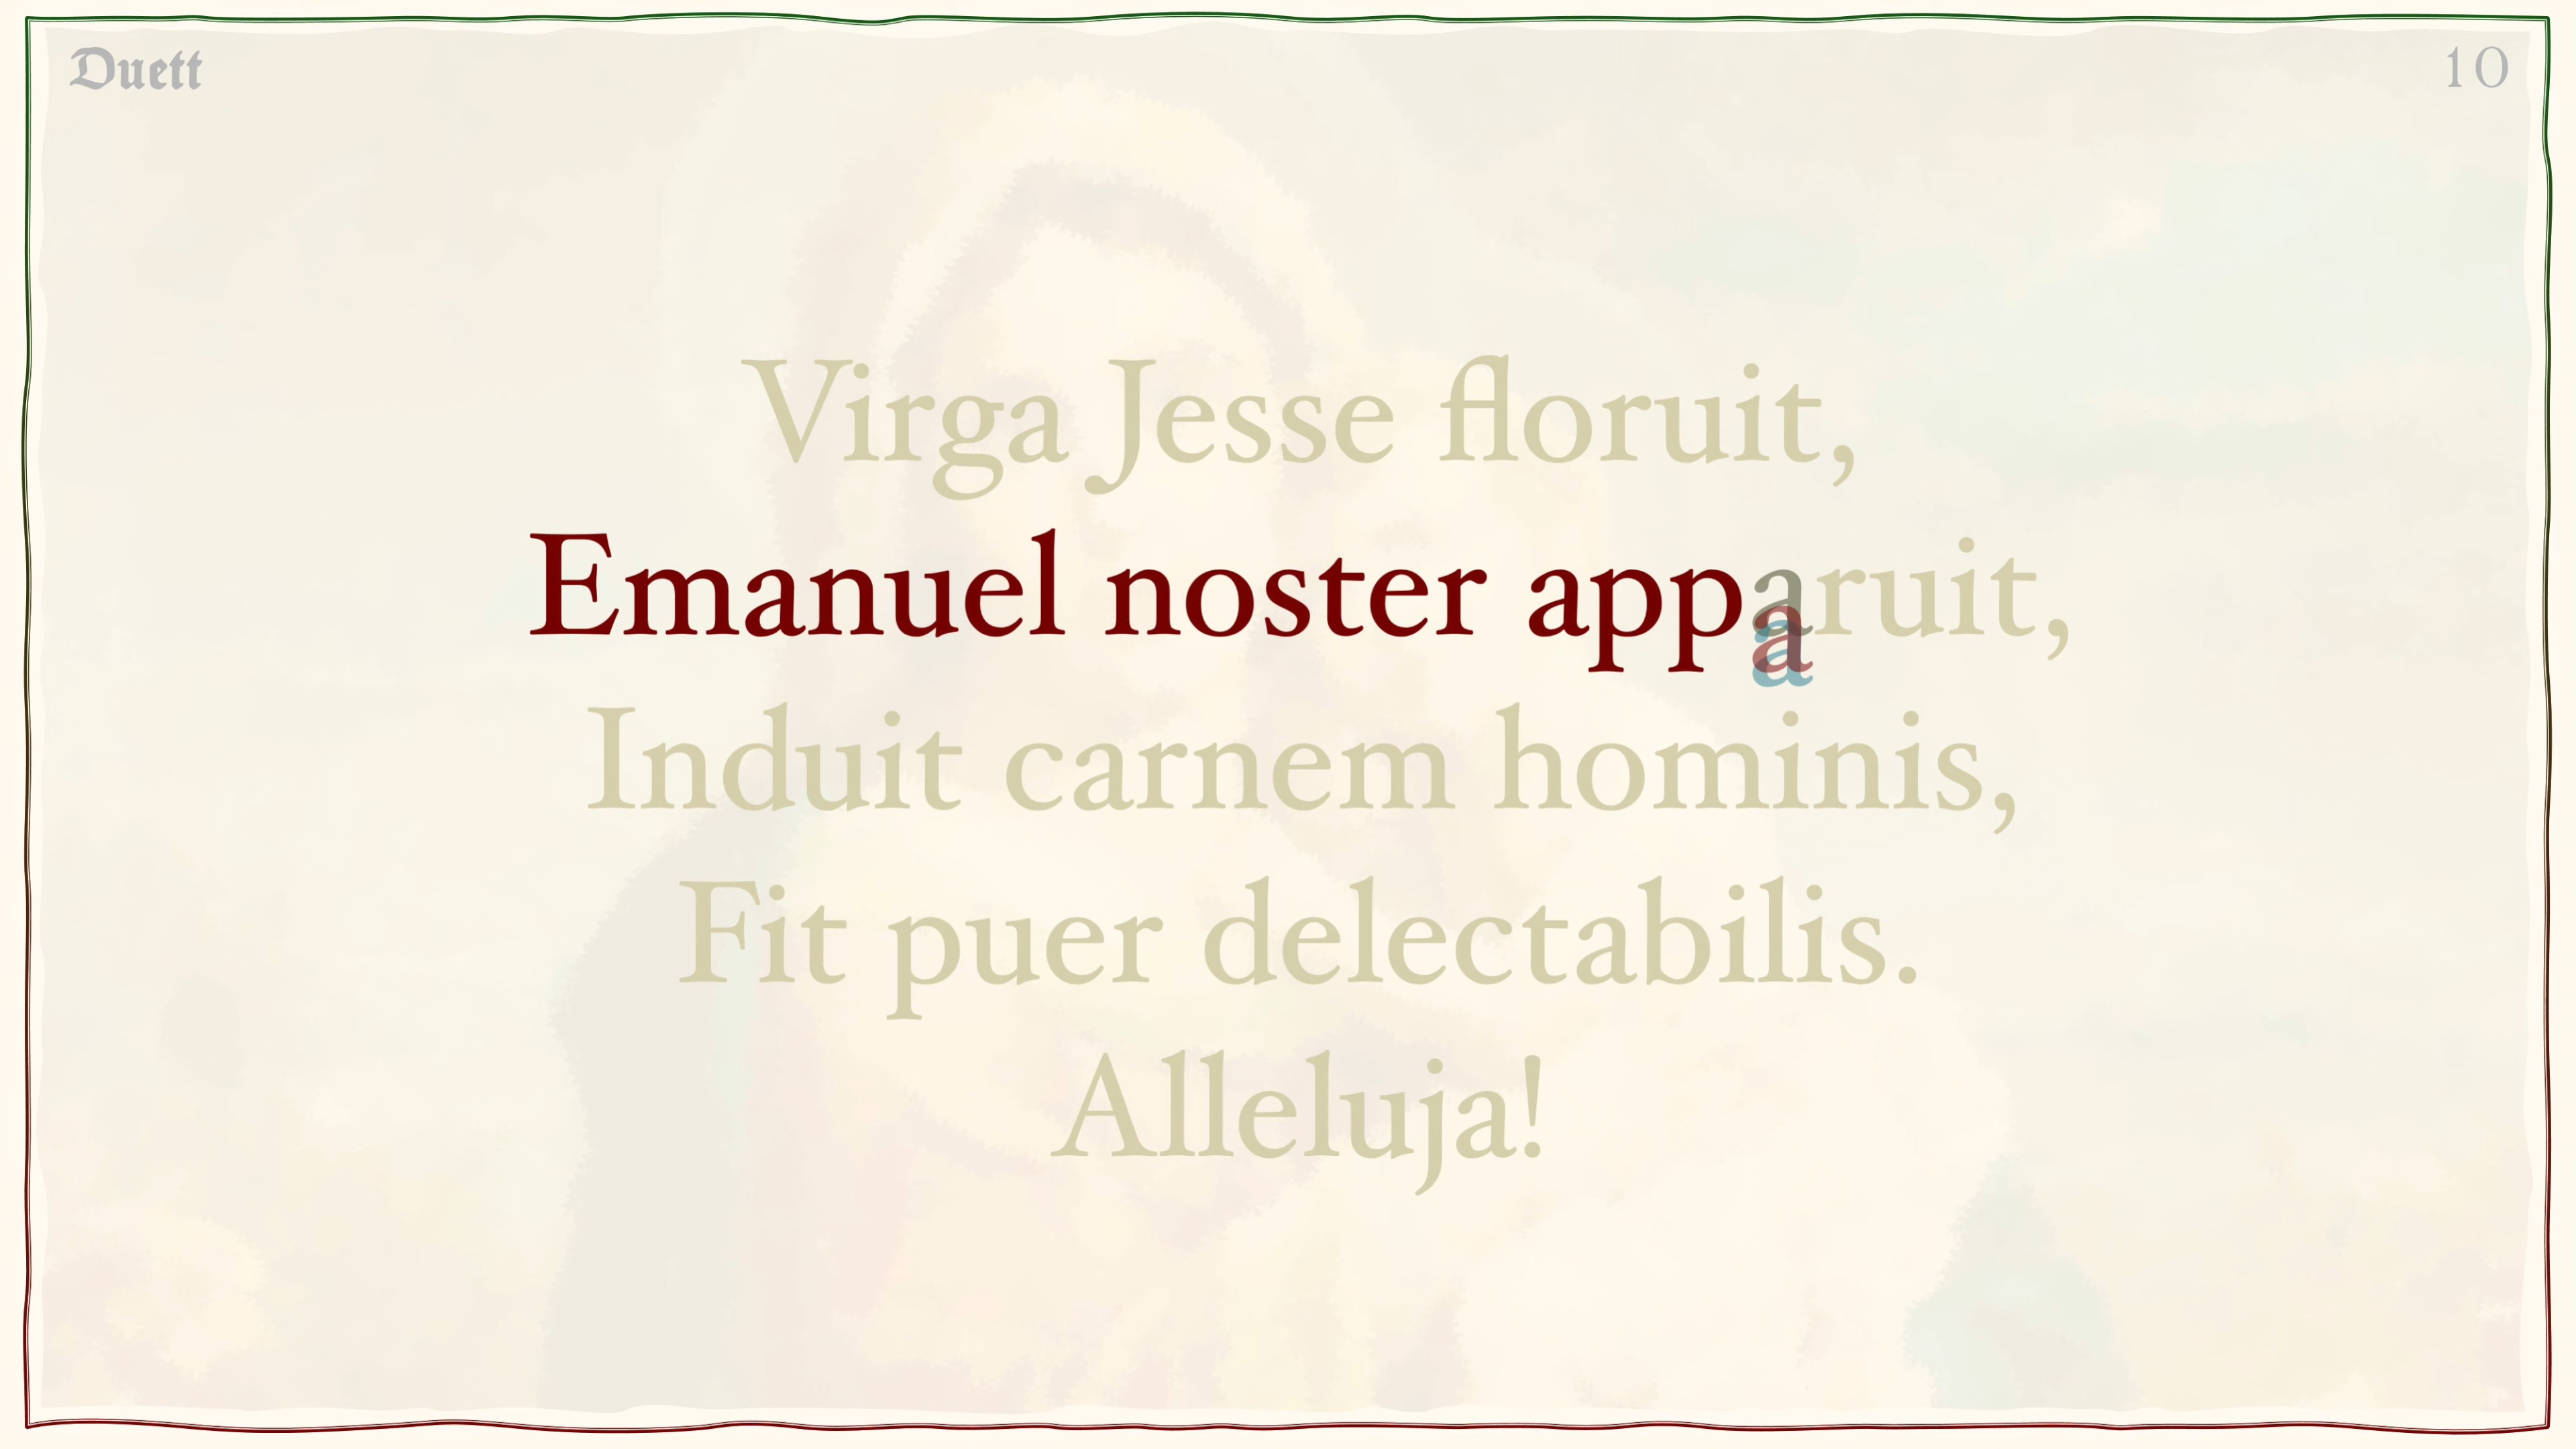 Duett
10
Virga Jesse floruit,
Emanuel noster apparuit,
Induit carnem hominis,
Fit puer delectabilis.
Alleluja!